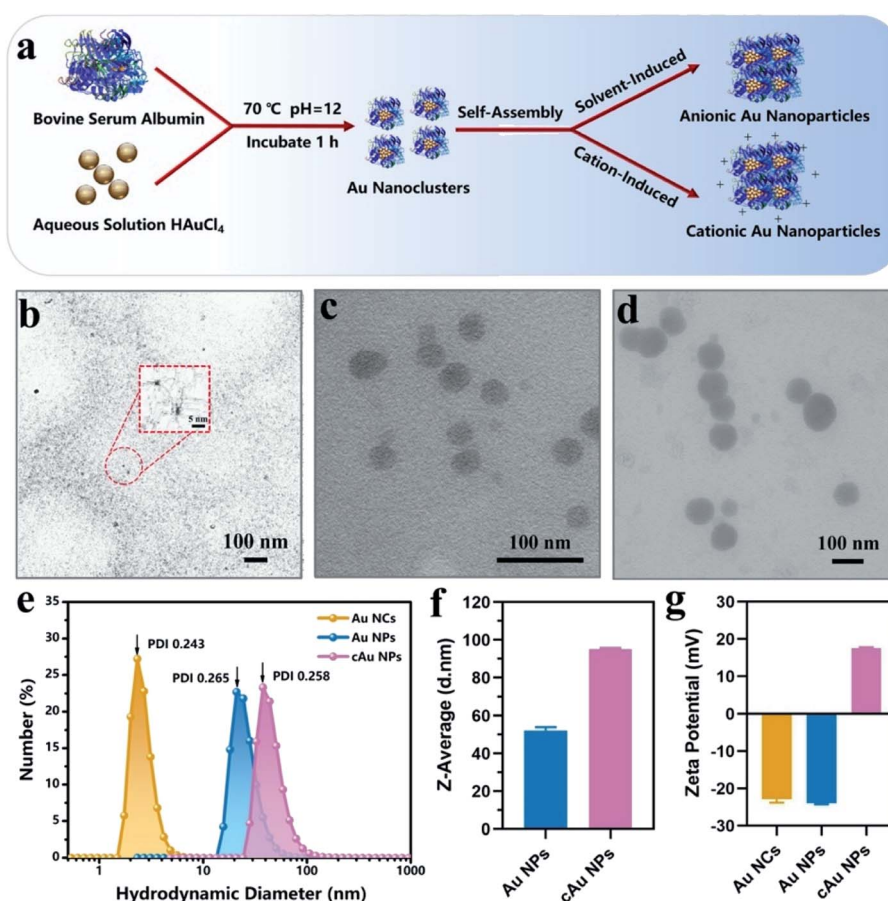 a
Bovine Serum Albumin
Aqueous Solution HAuCl₄
70 °C pH=12
Incubate 1 h
Au Nanoclusters
Self-Assembly
Solvent-Induced
Cation-Induced
Anionic Au Nanoparticles
+ + + + + + + +
Cationic Au Nanoparticles
b
5 nm
100 nm
c
100 nm
d
100 nm
e
Number (%)
35
30
25
20
15
10
5
0
PDI 0.243
PDI 0.265
PDI 0.258
Au NCs
Au NPs
cAu NPs
1 10 100 1000
Hydrodynamic Diameter (nm)
f
Z-Average (d.nm)
120
100
80
60
40
20
0
Au NPs
cAu NPs
g
Zeta Potential (mV)
30
20
10
0
-10
-20
-30
Au NCs
Au NPs
cAu NPs